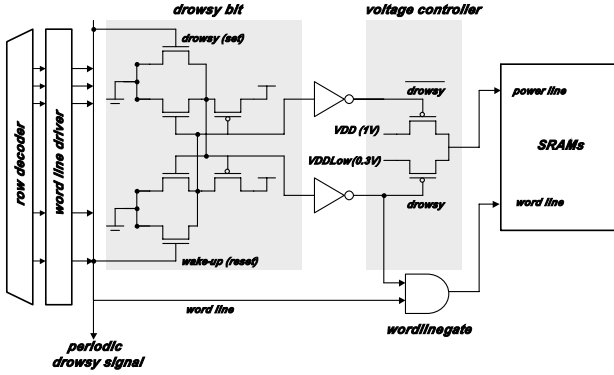 drowsy bit
voltage controller
drowsy (set)
drowsy
power line
VDD (1V)
SRAMs
VDDLow(0.3V)
row decoder
word line driver
drowsy
word line
wake-up (reset)
word line
wordlinegate
periodic
drowsy signal